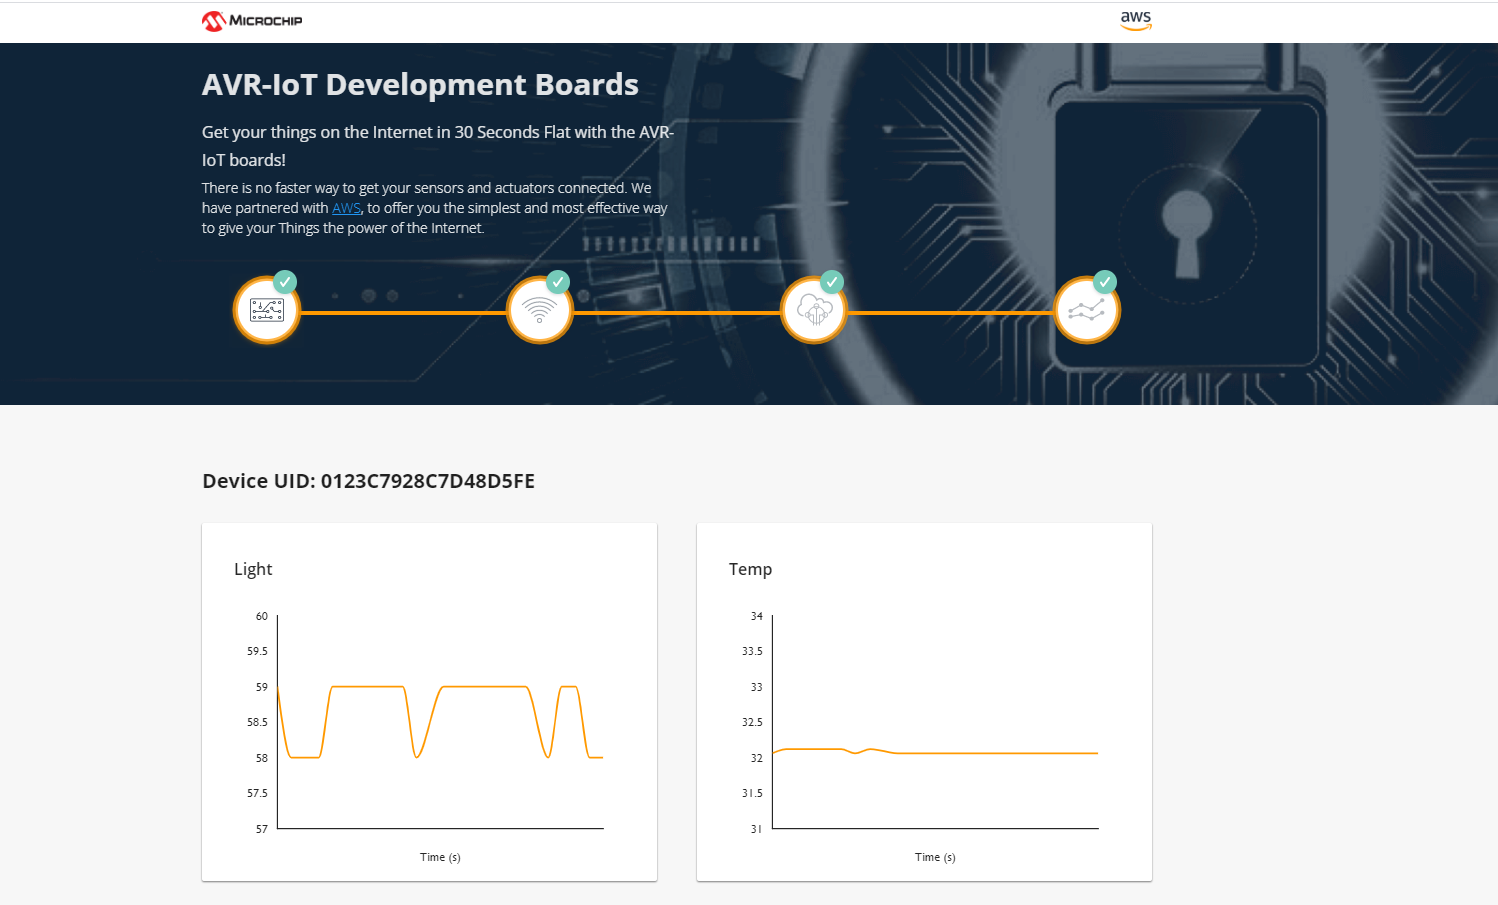 MICROCHIP
aws
AVR-IoT Development Boards
Get your things on the Internet in 30 Seconds Flat with the AVR-
IoT boards!
There is no faster way to get your sensors and actuators connected. We
have partnered with AWS, to offer you the simplest and most effective way
to give your Things the power of the Internet.
Device UID: 0123C7928C7D48D5FE
Light
60
59.5
59
58.5
58
57.5
57
Time (s)
Temp
34
33.5
33
32.5
32
31.5
31
Time (s)